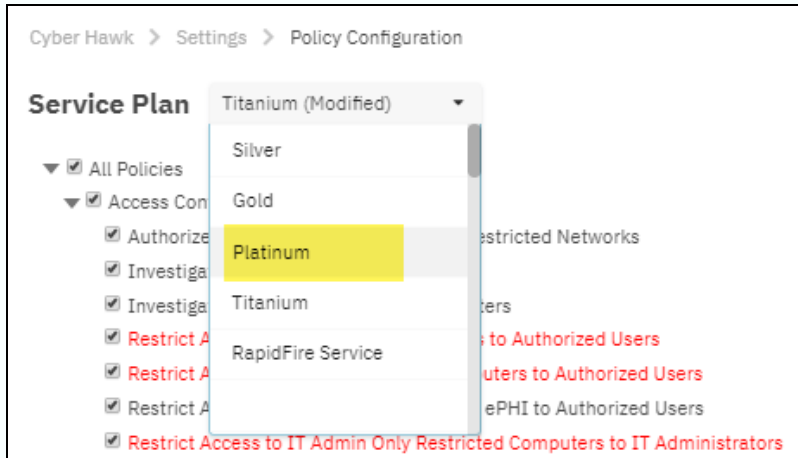 Cyber Hawk > Settings > Policy Configuration
Service Plan Titanium (Modified)
Silver
All Policies
Access Con
Gold
Authorize estricted Networks
Platinum
Investiga
Titanium
Investiga ters
Restrict A s to Authorized Users
RapidFire Service
Restrict A uters to Authorized Users
Restrict A ePHI to Authorized Users
Restrict Access to IT Admin Only Restricted Computers to IT Administrators